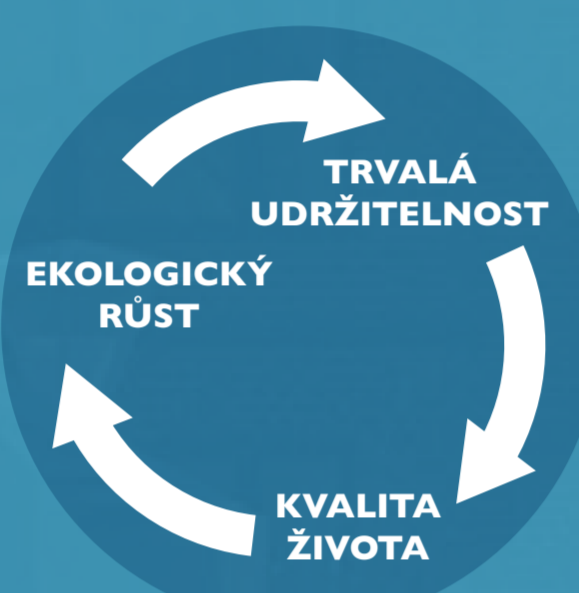 TRVALÁ
UDRŽITELNOST
EKOLOGICKÝ
RŮST
KVALITA
ŽIVOTA